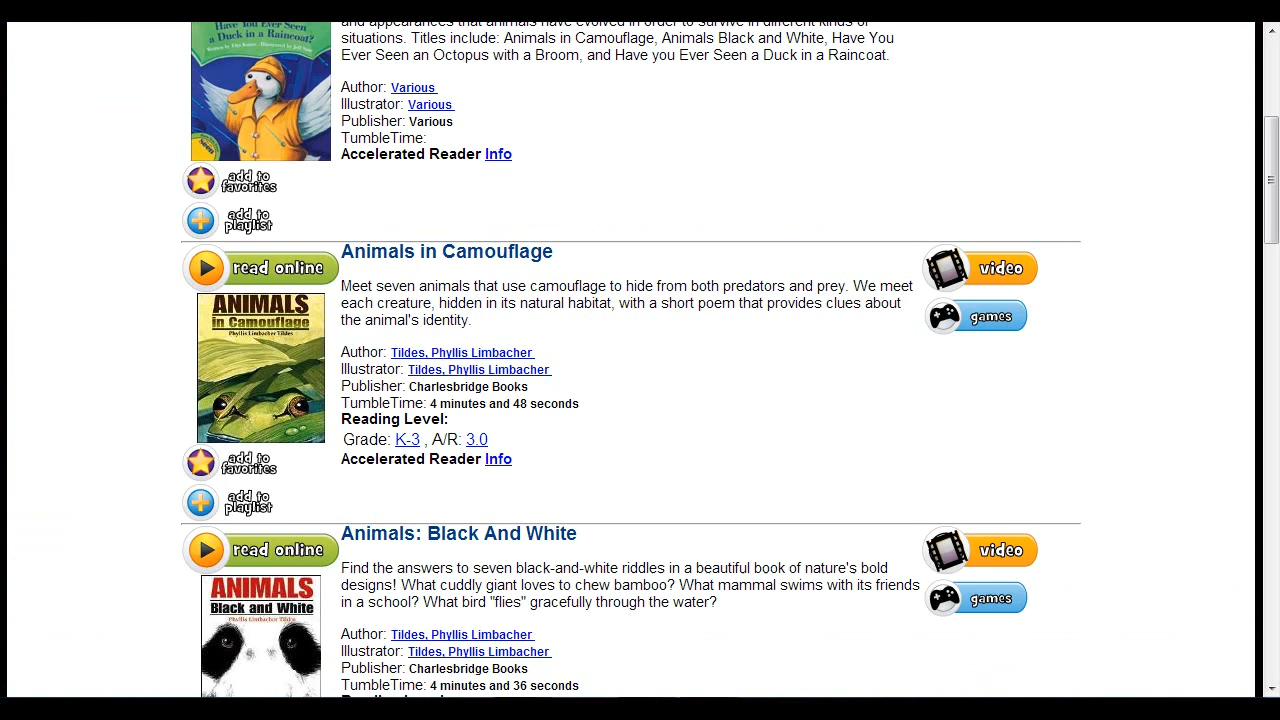 and appearances that animals have evolved in order to survive in different kinds of
situations. Titles include: Animals in Camouflage, Animals Black and White, Have You
Ever Seen an Octopus with a Broom, and Have you Ever Seen a Duck in a Raincoat.
Have You Ever Seen
a Duck in a Raincoat?
Author: Various
Illustrator: Various
Publisher: Various
TumbleTime:
Accelerated Reader Info
add to
favorites
add to
playlist
read online
Animals in Camouflage
video
games
Meet seven animals that use camouflage to hide from both predators and prey. We meet
each creature, hidden in its natural habitat, with a short poem that provides clues about
the animal's identity.
ANIMALS
in Camouflage
Phyllis Limbacher Tildes
Author: Tildes, Phyllis Limbacher
Illustrator: Tildes, Phyllis Limbacher
Publisher: Charlesbridge Books
TumbleTime: 4 minutes and 48 seconds
Reading Level:
Grade: K-3 , A/R: 3.0
Accelerated Reader Info
add to
favorites
add to
playlist
read online
Animals: Black And White
video
games
Find the answers to seven black-and-white riddles in a beautiful book of nature's bold
designs! What cuddly giant loves to chew bamboo? What mammal swims with its friends
in a school? What bird "flies" gracefully through the water?
ANIMALS
Black and White
Phyllis Limbacher Tildes
Author: Tildes, Phyllis Limbacher
Illustrator: Tildes, Phyllis Limbacher
Publisher: Charlesbridge Books
TumbleTime: 4 minutes and 36 seconds